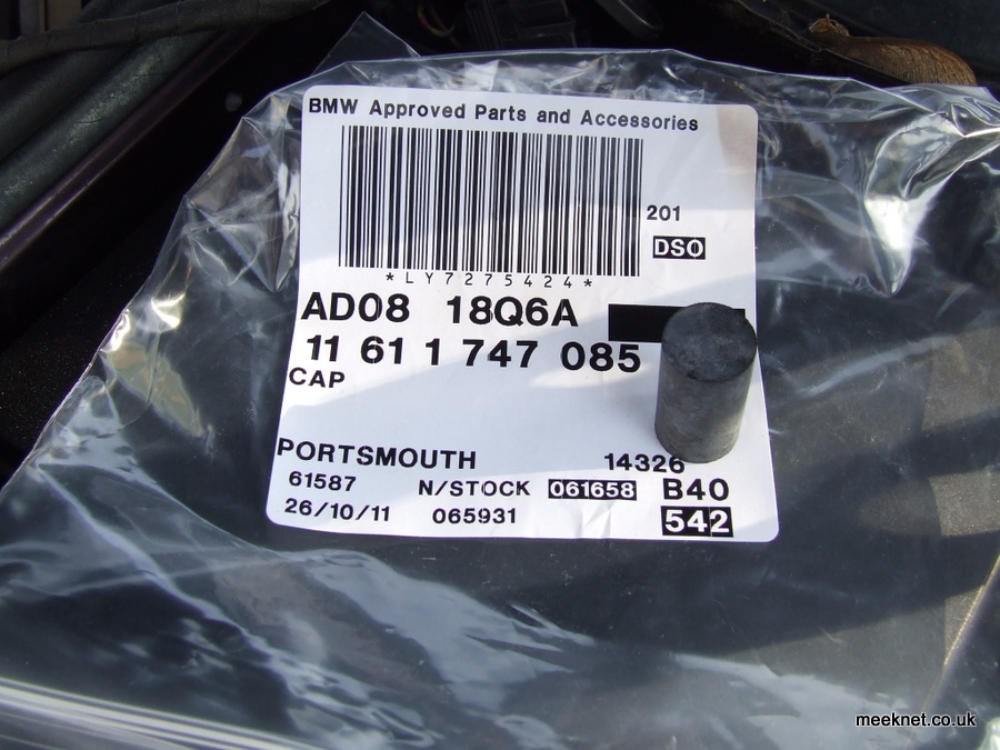 BMW Approved Parts and Accessories
201
DSO
*LY7275424*
AD08 18Q6A
11 61 1 747 085
CAP
PORTSMOUTH 14326
61587 N/STOCK 061658 B40
26/10/11 065931 542
meeknet.co.uk